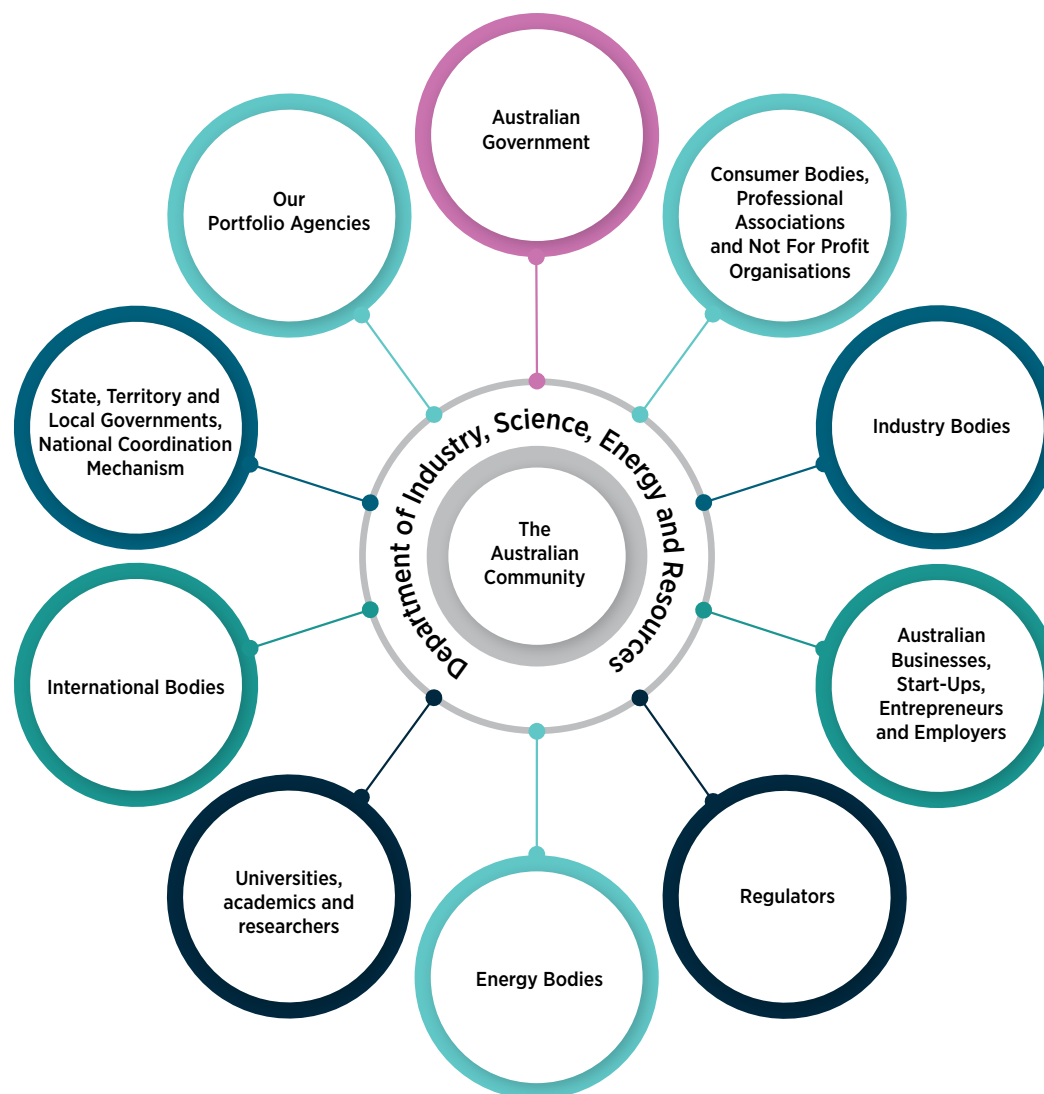 Australian
Government
Consumer Bodies,
Professional
Associations
and Not For Profit
Organisations
Our
Portfolio Agencies
State, Territory and
Local Governments,
National Coordination
Mechanism
Industry Bodies
Department of Industry, Science, Energy and Resources
The
Australian
Community
International Bodies
Australian
Businesses,
Start-Ups,
Entrepreneurs
and Employers
Universities,
academics and
researchers
Regulators
Energy Bodies